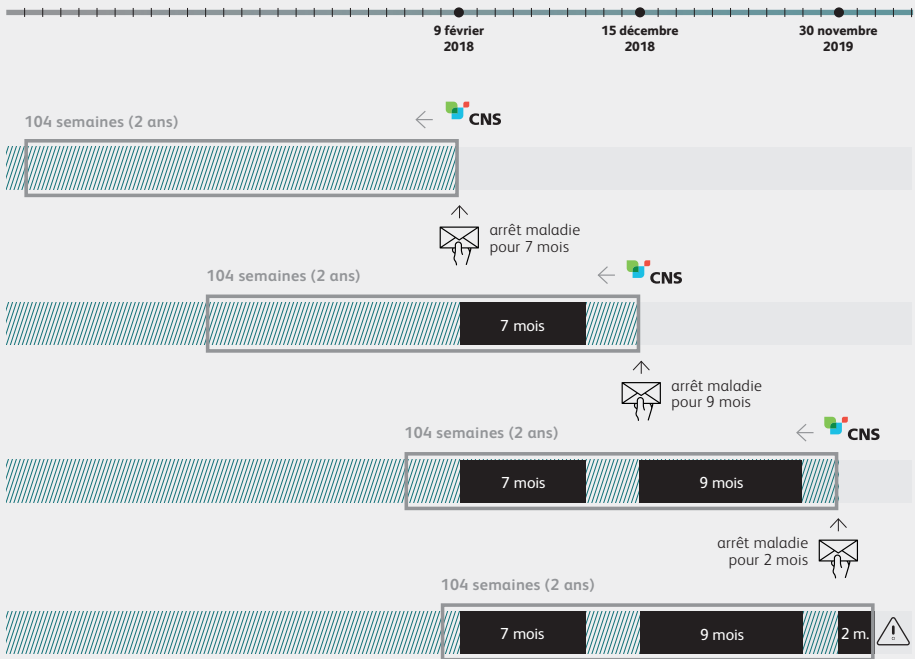 9 février
2018
15 décembre
2018
30 novembre
2019
104 semaines (2 ans)
CNS
arrêt maladie
pour 7 mois
104 semaines (2 ans)
CNS
7 mois
arrêt maladie
pour 9 mois
104 semaines (2 ans)
CNS
7 mois
9 mois
arrêt maladie
pour 2 mois
104 semaines (2 ans)
7 mois
9 mois
2 m.
!